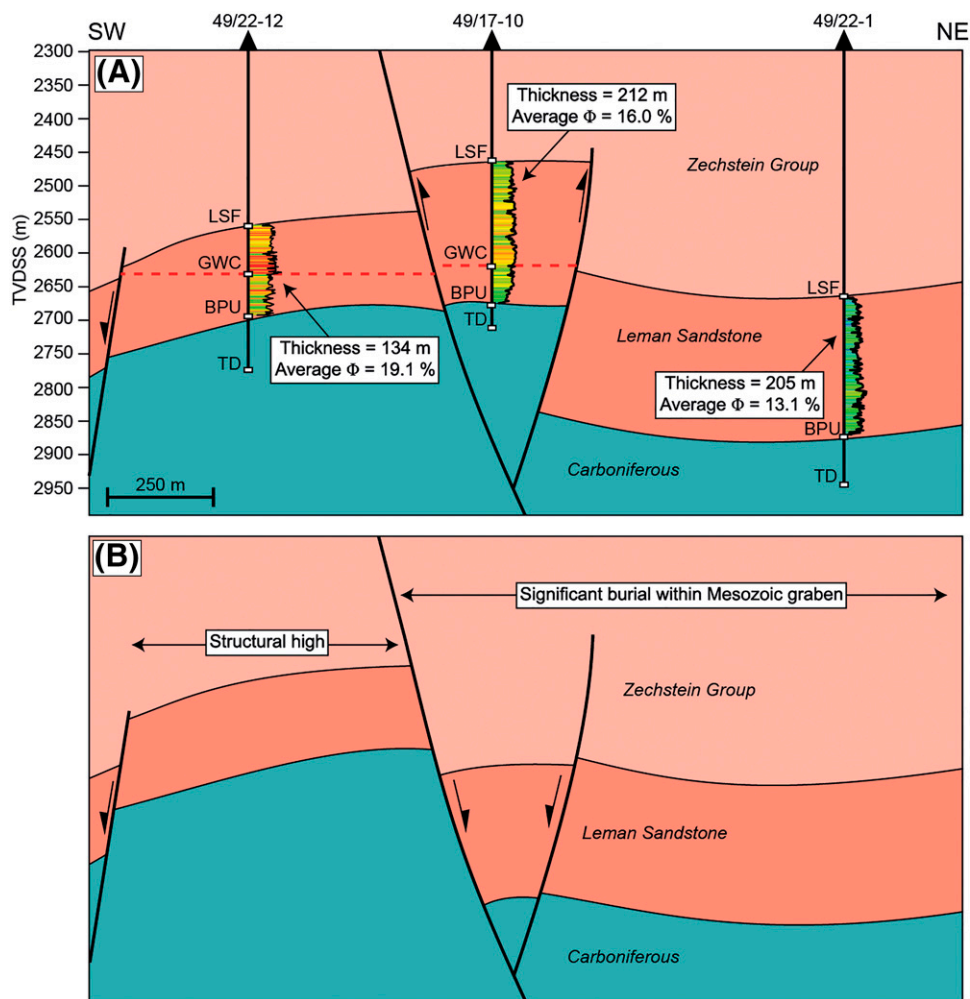 SW
49/22-12
49/17-10
49/22-1
NE
(A)
TVDSS (m)
2300
2350
2400
2450
2500
2550
2600
2650
2700
2750
2800
2850
2900
2950
Thickness = 212 m
Average Φ = 16.0 %
LSF
Zechstein Group
LSF
GWC
BPU
TD
GWC
BPU
TD
LSF
Leman Sandstone
Thickness = 134 m
Average Φ = 19.1 %
Thickness = 205 m
Average Φ = 13.1 %
BPU
TD
Carboniferous
250 m
(B)
Significant burial within Mesozoic graben
Structural high
Zechstein Group
Leman Sandstone
Carboniferous